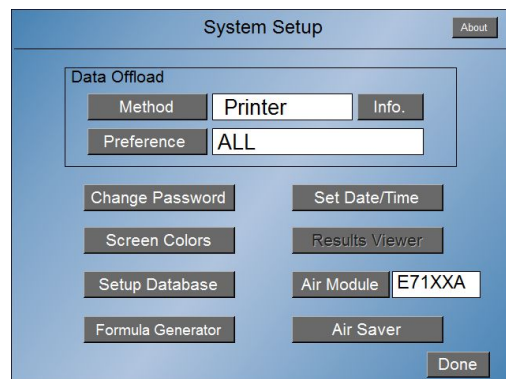 System Setup
About
Data Offload
Method Printer Info.
Preference ALL
Change Password Set Date/Time
Screen Colors Results Viewer
Setup Database Air Module E71XXA
Formula Generator Air Saver
Done